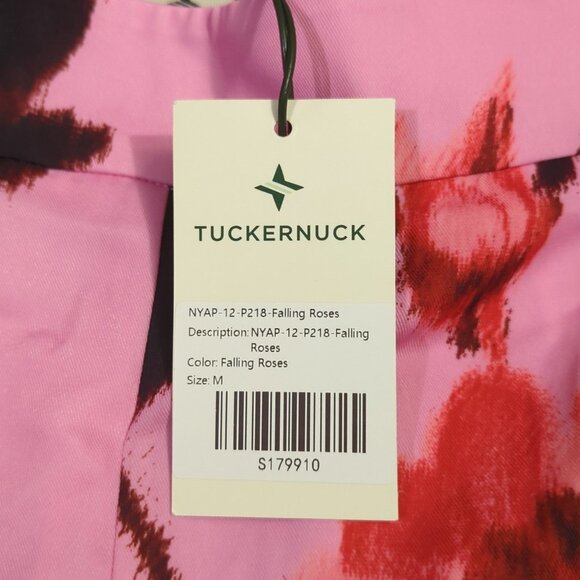 TUCKERNUCK
NYAP-12-P218-Falling Roses
Description: NYAP-12-P218-Falling
Roses
Color: Falling Roses
Size: M
S179910